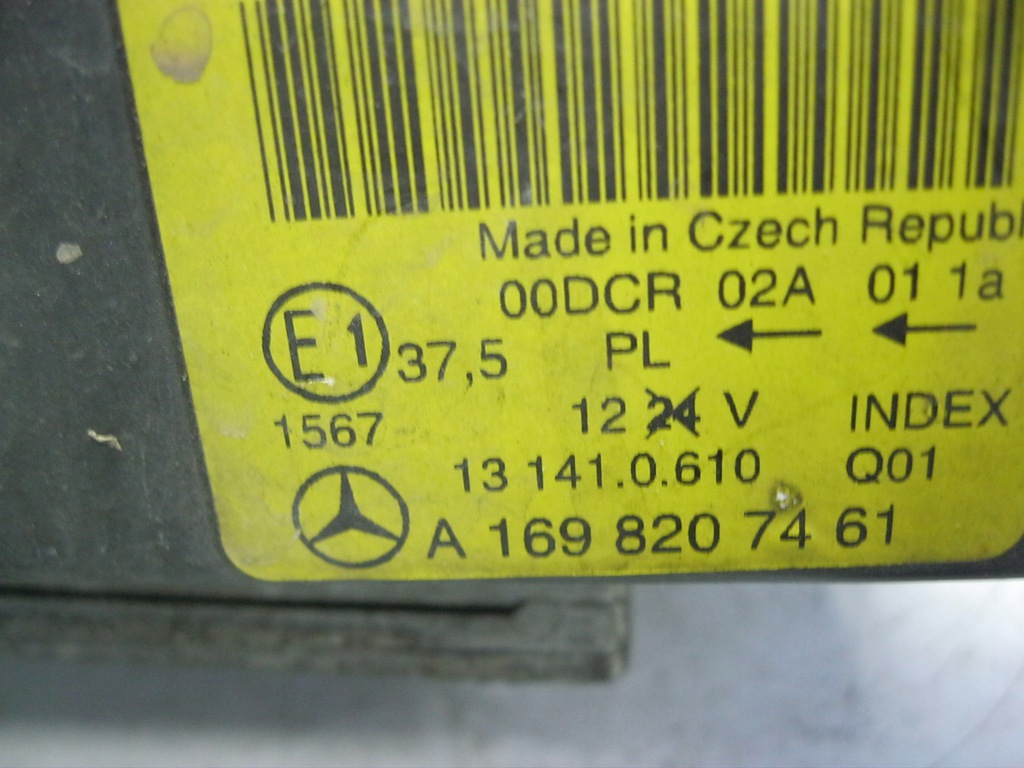 Made in Czech Republ
00DCR 02A 01 1a
E1 37,5 PL ← ←
1567 12 24 V INDEX
13 141.0.610 Q01
A 169 820 74 61